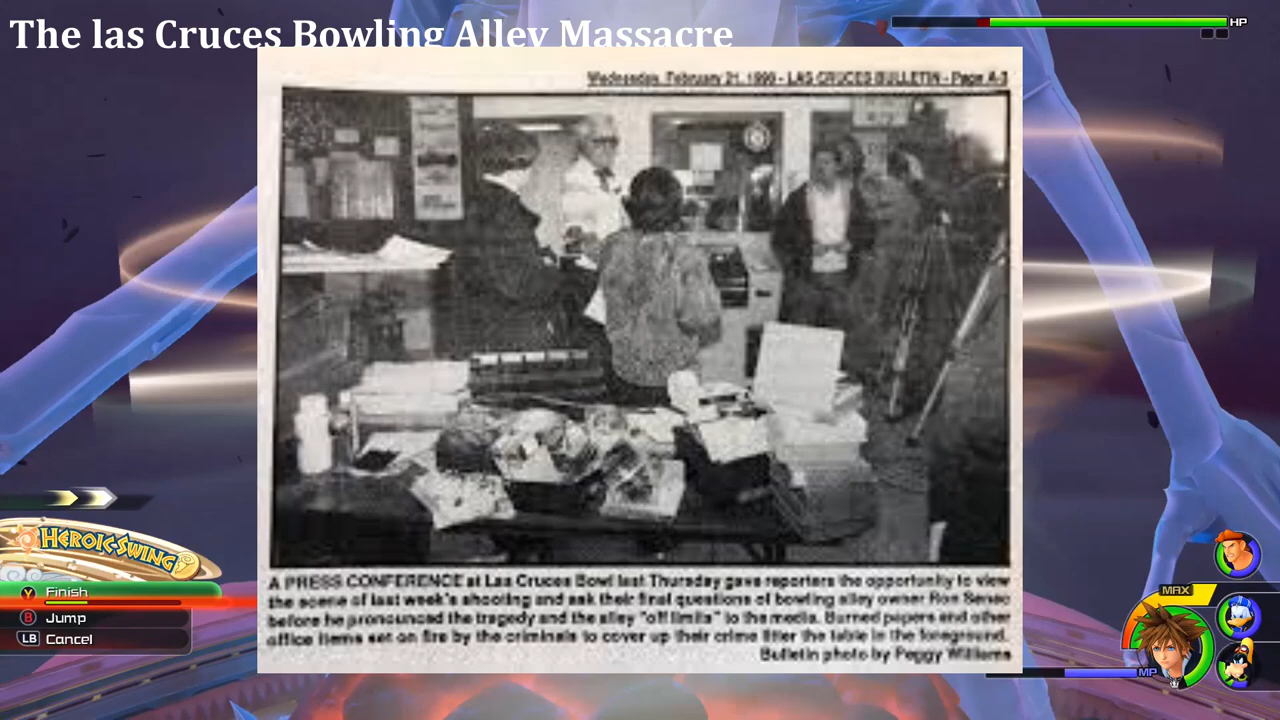 The las Cruces Bowling Alley Massacre
HP
Wednesday, February 21, 1990 - LAS CRUCES BULLETIN - Page A-3
A PRESS CONFERENCE at Las Cruces Bowl last Thursday gave reporters the opportunity to view
the scene of last week's shooting and ask their final questions of bowling alley owner Ron Senac
before he pronounced the tragedy and the alley "off limits" to the media. Burned papers and other
office items set on fire by the criminals to cover up their crime litter the table in the foreground.
Bulletin photo by Peggy Williams
HEROIC SWING
Y Finish
B Jump
LB Cancel
MAX
MP